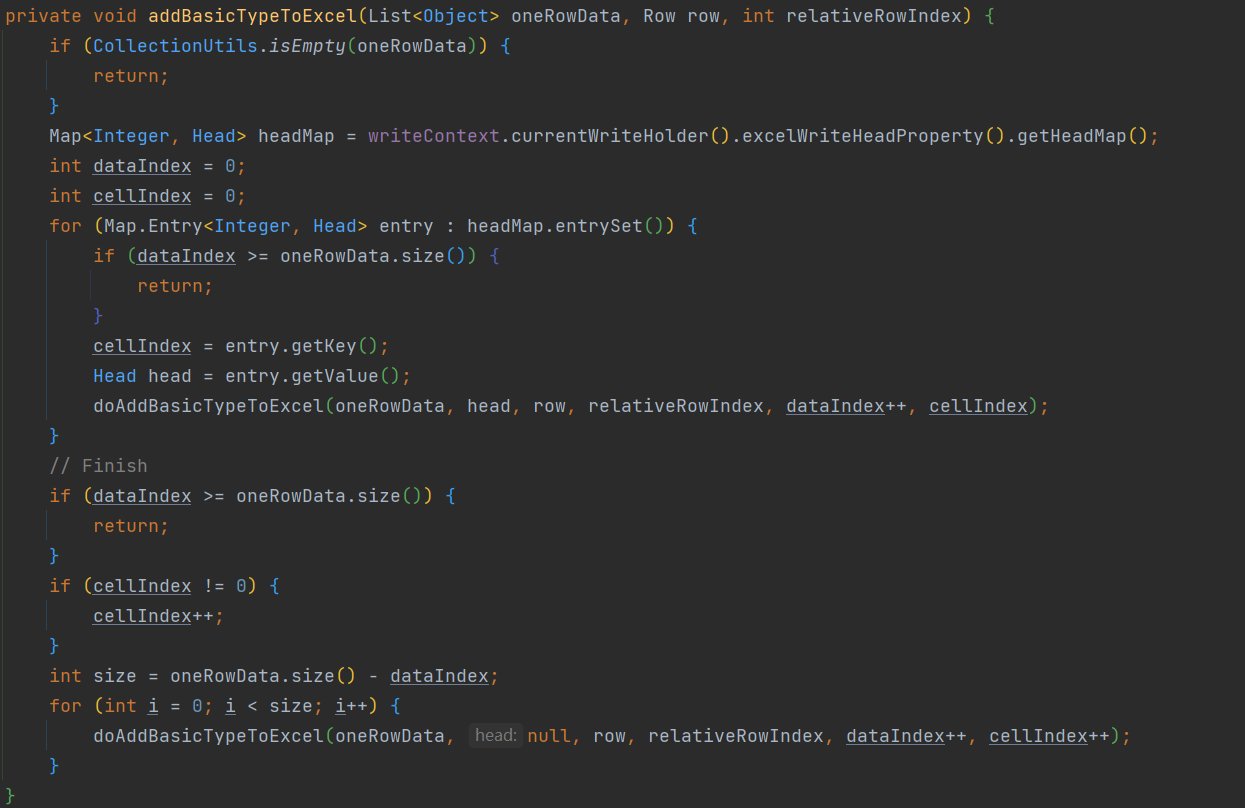 private void addBasicTypeToExcel(List<Object> oneRowData, Row row, int relativeRowIndex) {
    if (CollectionUtils.isEmpty(oneRowData)) {
        return;
    }
    Map<Integer, Head> headMap = writeContext.currentWriteHolder().excelWriteHeadProperty().getHeadMap();
    int dataIndex = 0;
    int cellIndex = 0;
    for (Map.Entry<Integer, Head> entry : headMap.entrySet()) {
        if (dataIndex >= oneRowData.size()) {
            return;
        }
        cellIndex = entry.getKey();
        Head head = entry.getValue();
        doAddBasicTypeToExcel(oneRowData, head, row, relativeRowIndex, dataIndex++, cellIndex);
    }
    // Finish
    if (dataIndex >= oneRowData.size()) {
        return;
    }
    if (cellIndex != 0) {
        cellIndex++;
    }
    int size = oneRowData.size() - dataIndex;
    for (int i = 0; i < size; i++) {
        doAddBasicTypeToExcel(oneRowData, head: null, row, relativeRowIndex, dataIndex++, cellIndex++);
    }
}